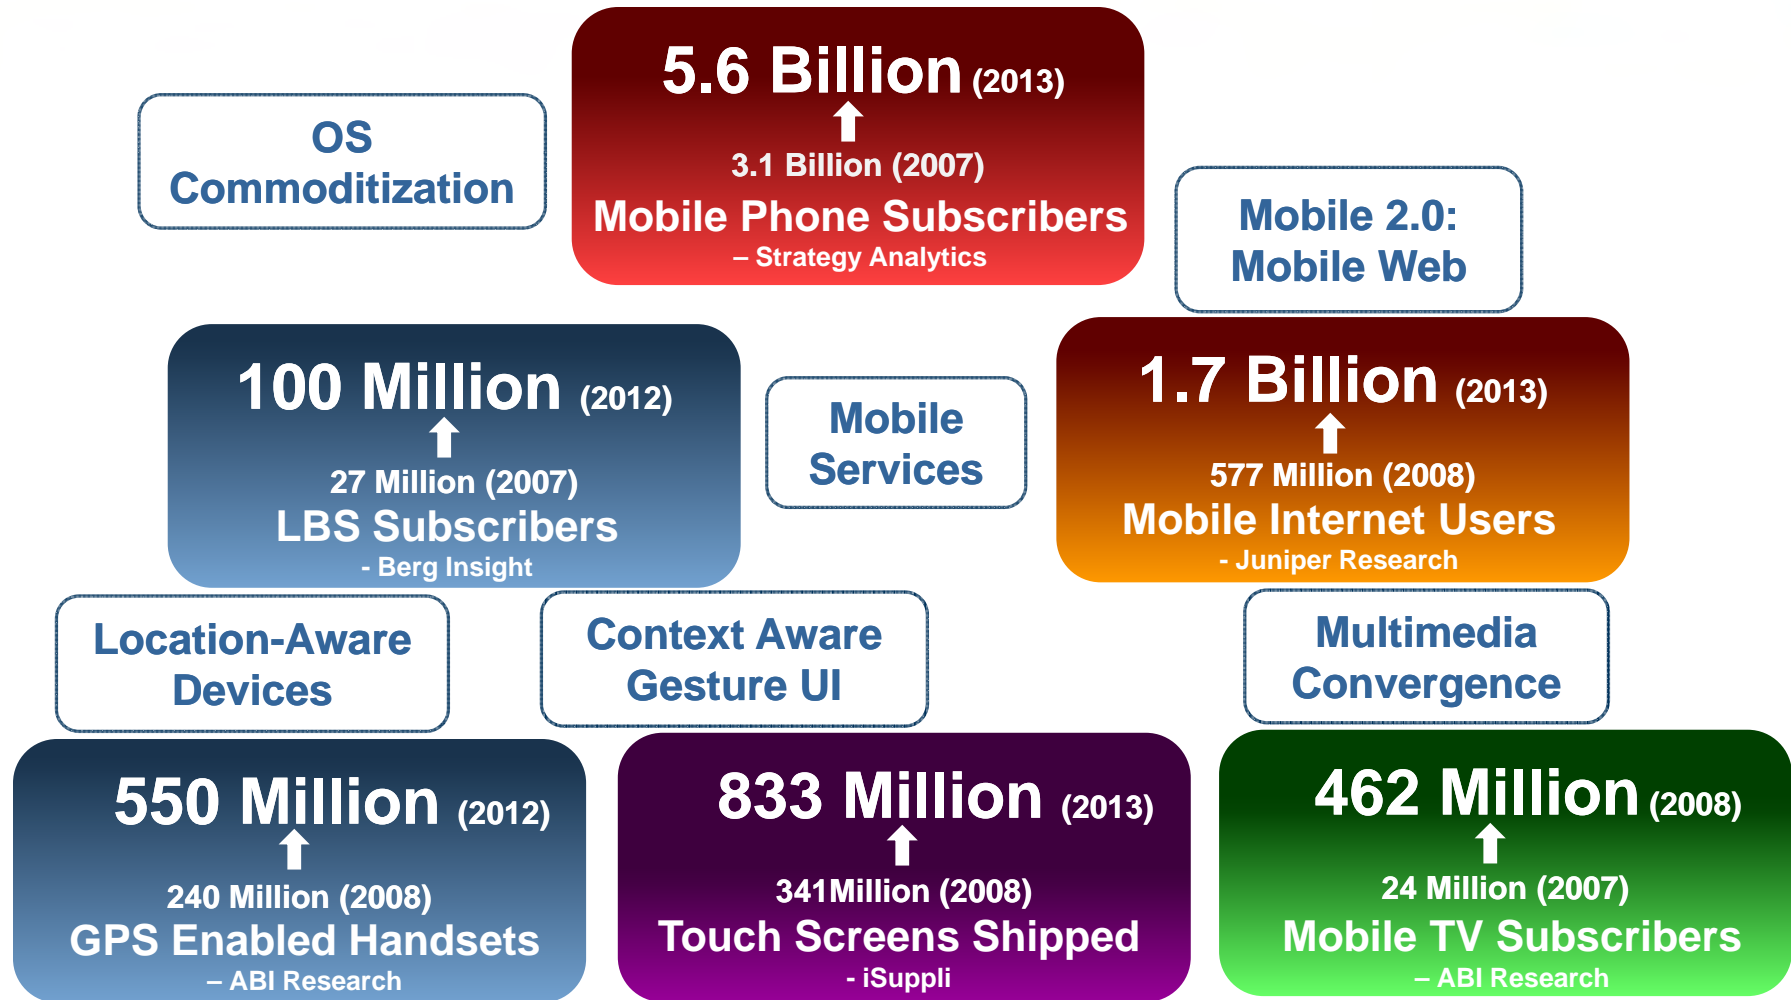 5.6 Billion (2013)
3.1 Billion (2007)
Mobile Phone Subscribers
– Strategy Analytics
OS
Commoditization
Mobile 2.0:
Mobile Web
100 Million (2012)
27 Million (2007)
LBS Subscribers
- Berg Insight
Mobile
Services
1.7 Billion (2013)
577 Million (2008)
Mobile Internet Users
- Juniper Research
Location-Aware
Devices
Context Aware
Gesture UI
Multimedia
Convergence
550 Million (2012)
240 Million (2008)
GPS Enabled Handsets
– ABI Research
833 Million (2013)
341Million (2008)
Touch Screens Shipped
- iSuppli
462 Million (2008)
24 Million (2007)
Mobile TV Subscribers
– ABI Research